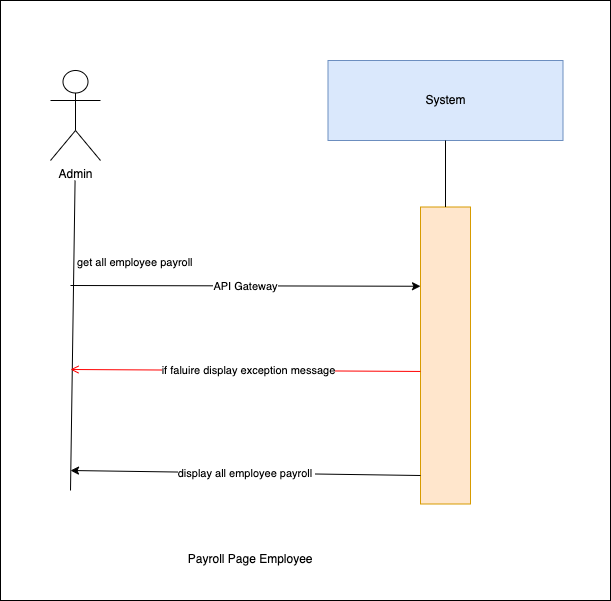 System
Admin
get all employee payroll
API Gateway
if faluire display exception message
display all employee payroll
Payroll Page Employee